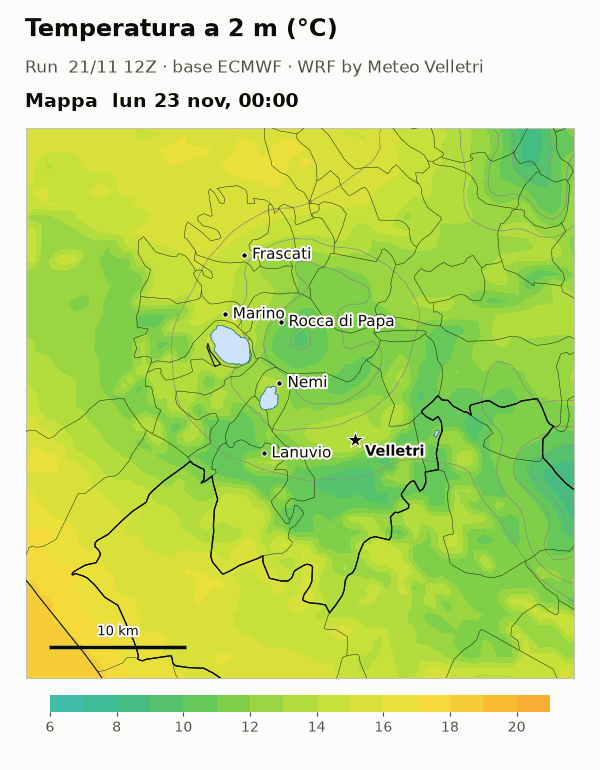 Temperatura a 2 m (°C)
Run  21/11 12Z · base ECMWF · WRF by Meteo Velletri
Mappa  lun 23 nov, 00:00
Frascati
Marino
Rocca di Papa
Nemi
Velletri
Lanuvio
10 km
6 8 10 12 14 16 18 20